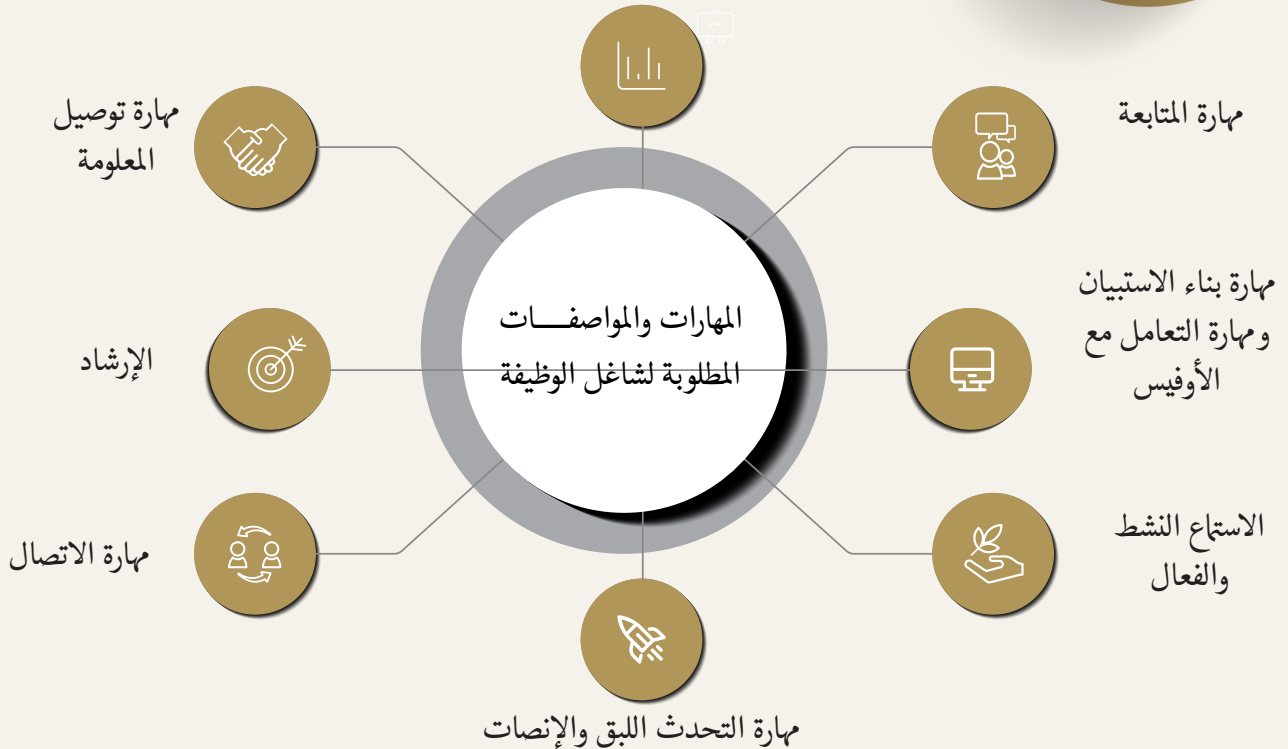 المهارات والمواصفـــات
المطلوبة لشاغل الوظيفة
مهارة المتابعة
مهارة بناء الاستبيان
ومهارة التعامل مع
الأوفيس
الاستماع النشط
والفعال
مهارة التحدث اللبق والإنصات
مهارة الاتصال
الإرشاد
مهارة توصيل
المعلومة